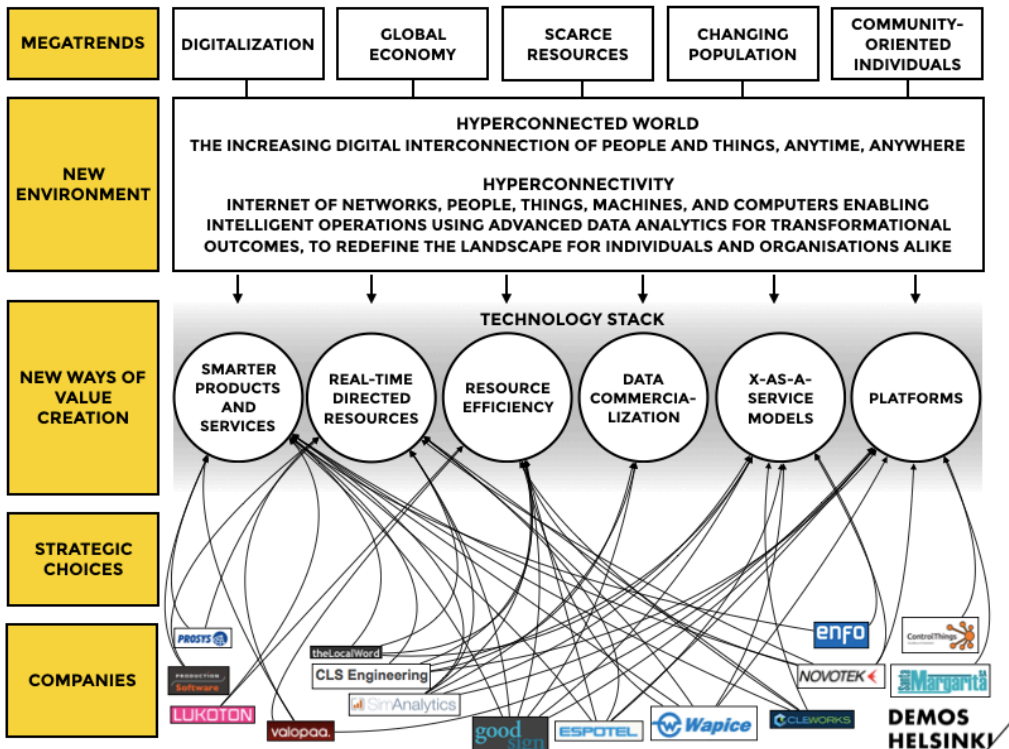 MEGATRENDS
DIGITALIZATION
GLOBAL
ECONOMY
SCARCE
RESOURCES
CHANGING
POPULATION
COMMUNITY-
ORIENTED
INDIVIDUALS
NEW
ENVIRONMENT
HYPERCONNECTED WORLD
THE INCREASING DIGITAL INTERCONNECTION OF PEOPLE AND THINGS, ANYTIME, ANYWHERE
HYPERCONNECTIVITY
INTERNET OF NETWORKS, PEOPLE, THINGS, MACHINES, AND COMPUTERS ENABLING
INTELLIGENT OPERATIONS USING ADVANCED DATA ANALYTICS FOR TRANSFORMATIONAL
OUTCOMES, TO REDEFINE THE LANDSCAPE FOR INDIVIDUALS AND ORGANISATIONS ALIKE
NEW WAYS OF
VALUE
CREATION
TECHNOLOGY STACK
SMARTER
PRODUCTS
AND
SERVICES
REAL-TIME
DIRECTED
RESOURCES
RESOURCE
EFFICIENCY
DATA
COMMERCIA-
LIZATION
X-AS-A-
SERVICE
MODELS
PLATFORMS
STRATEGIC
CHOICES
COMPANIES
PROSYS
PRODUCTION
Software
LUKOTON
valopaa.
theLocalWord
CLS Engineering
SimAnalytics
good
sign
ESPOTEL
Wapice
CLEWORKS
enfo
NOVOTEK
ControlThings
Santa
Margarita
DEMOS
HELSINKI